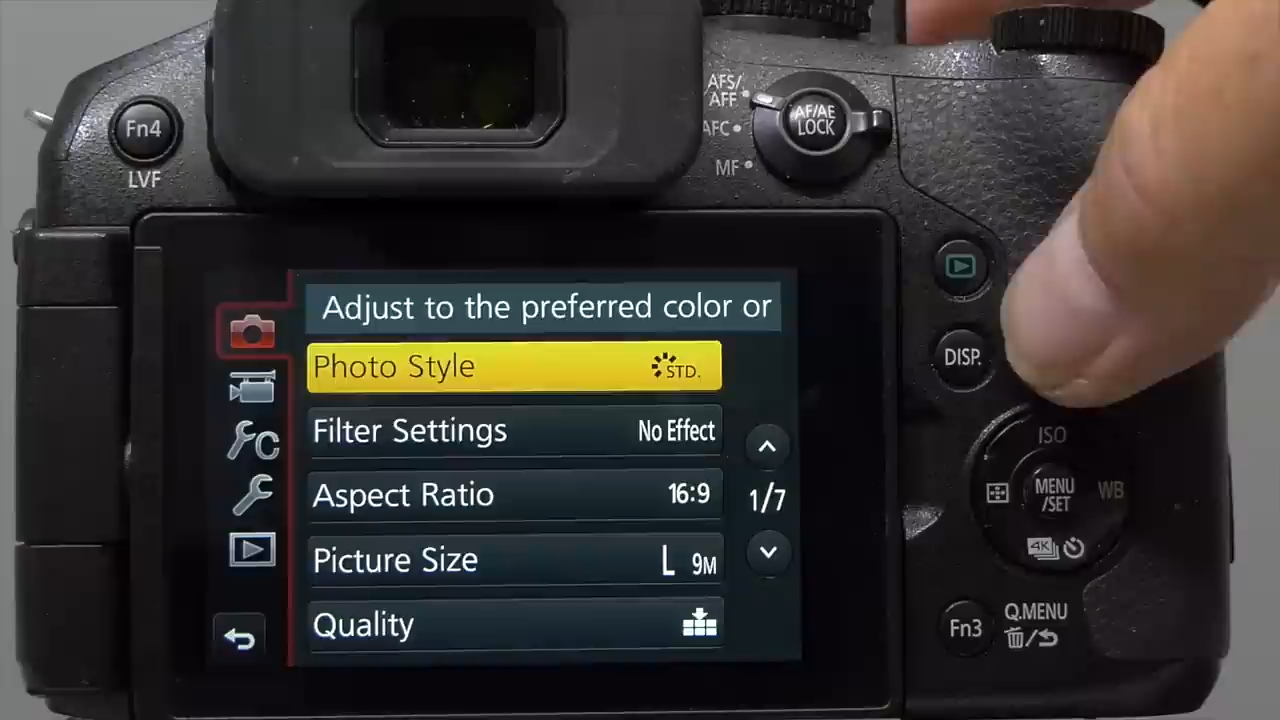 Fn4
LVF
AFS/
AFF
AFC
MF
AF/AE
LOCK
Adjust to the preferred color or
Photo Style STD.
Filter Settings No Effect
Aspect Ratio 16:9
1/7
Picture Size L 9M
Quality
DISP.
ISO
MENU
/SET
WB
4K
Fn3
Q.MENU